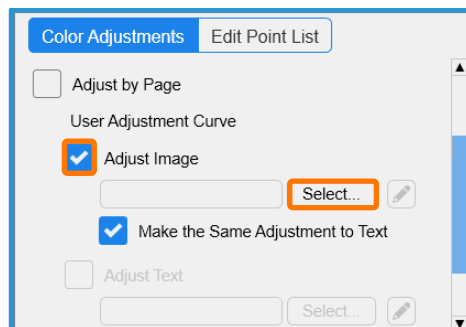 Color Adjustments Edit Point List
Adjust by Page
User Adjustment Curve
Adjust Image
Select...
Make the Same Adjustment to Text
Adjust Text
Select...